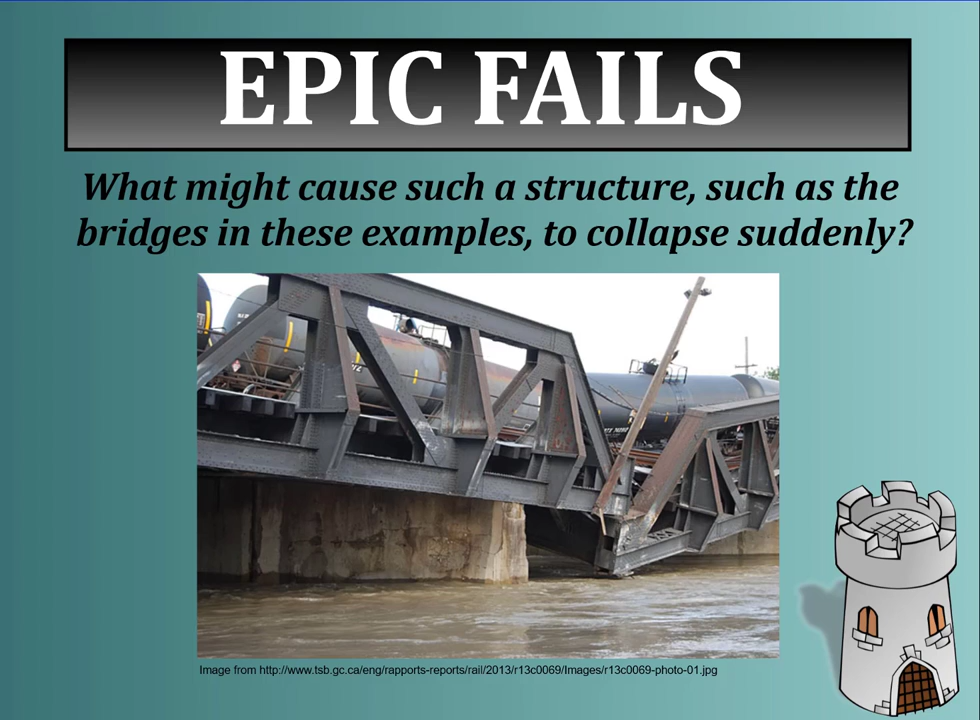 EPIC FAILS
What might cause such a structure, such as the
bridges in these examples, to collapse suddenly?
Image from http://www.tsb.gc.ca/eng/rapports-reports/rail/2013/r13c0069/Images/r13c0069-photo-01.jpg